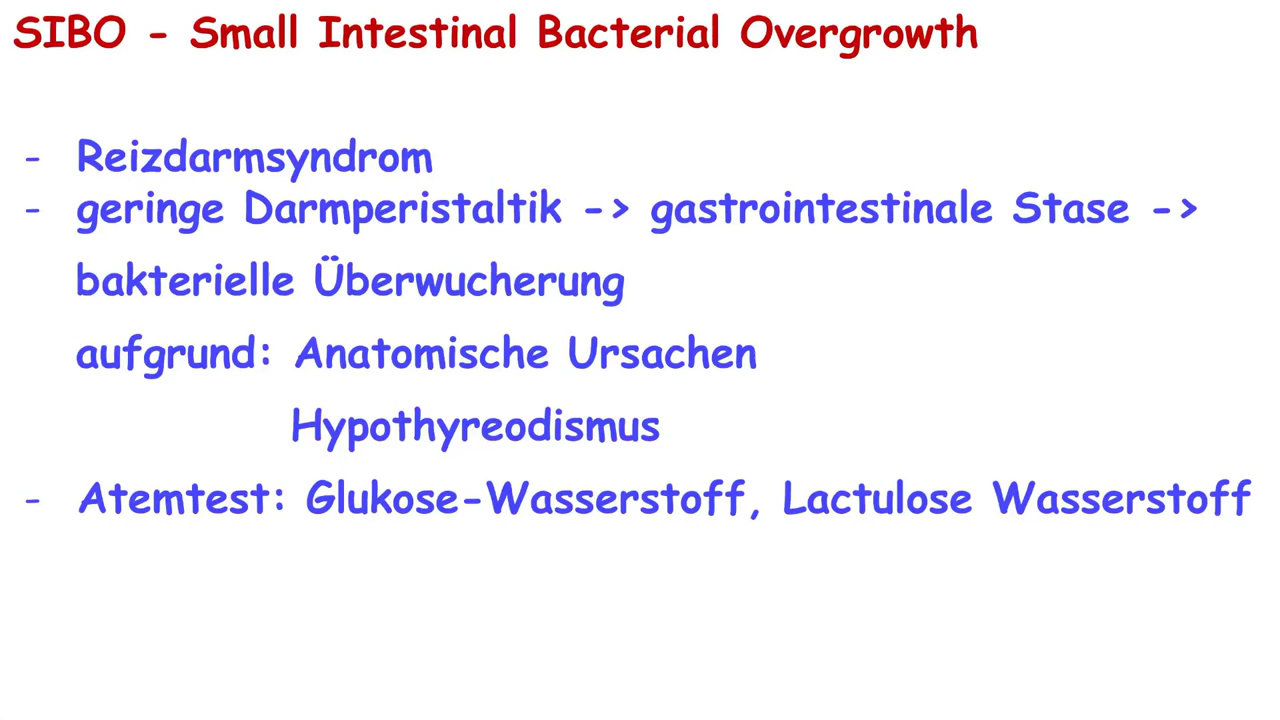 SIBO - Small Intestinal Bacterial Overgrowth
- Reizdarmsyndrom
- geringe Darmperistaltik -> gastrointestinale Stase ->
bakterielle Überwucherung
aufgrund: Anatomische Ursachen
Hypothyreodismus
- Atemtest: Glukose-Wasserstoff, Lactulose Wasserstoff